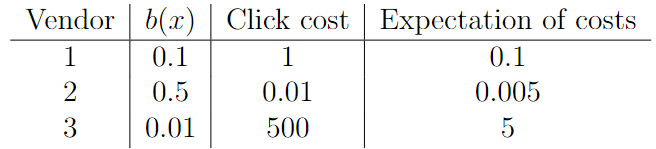 Vendor b(x) Click cost Expectation of costs
1 0.1 1 0.1
2 0.5 0.01 0.005
3 0.01 500 5